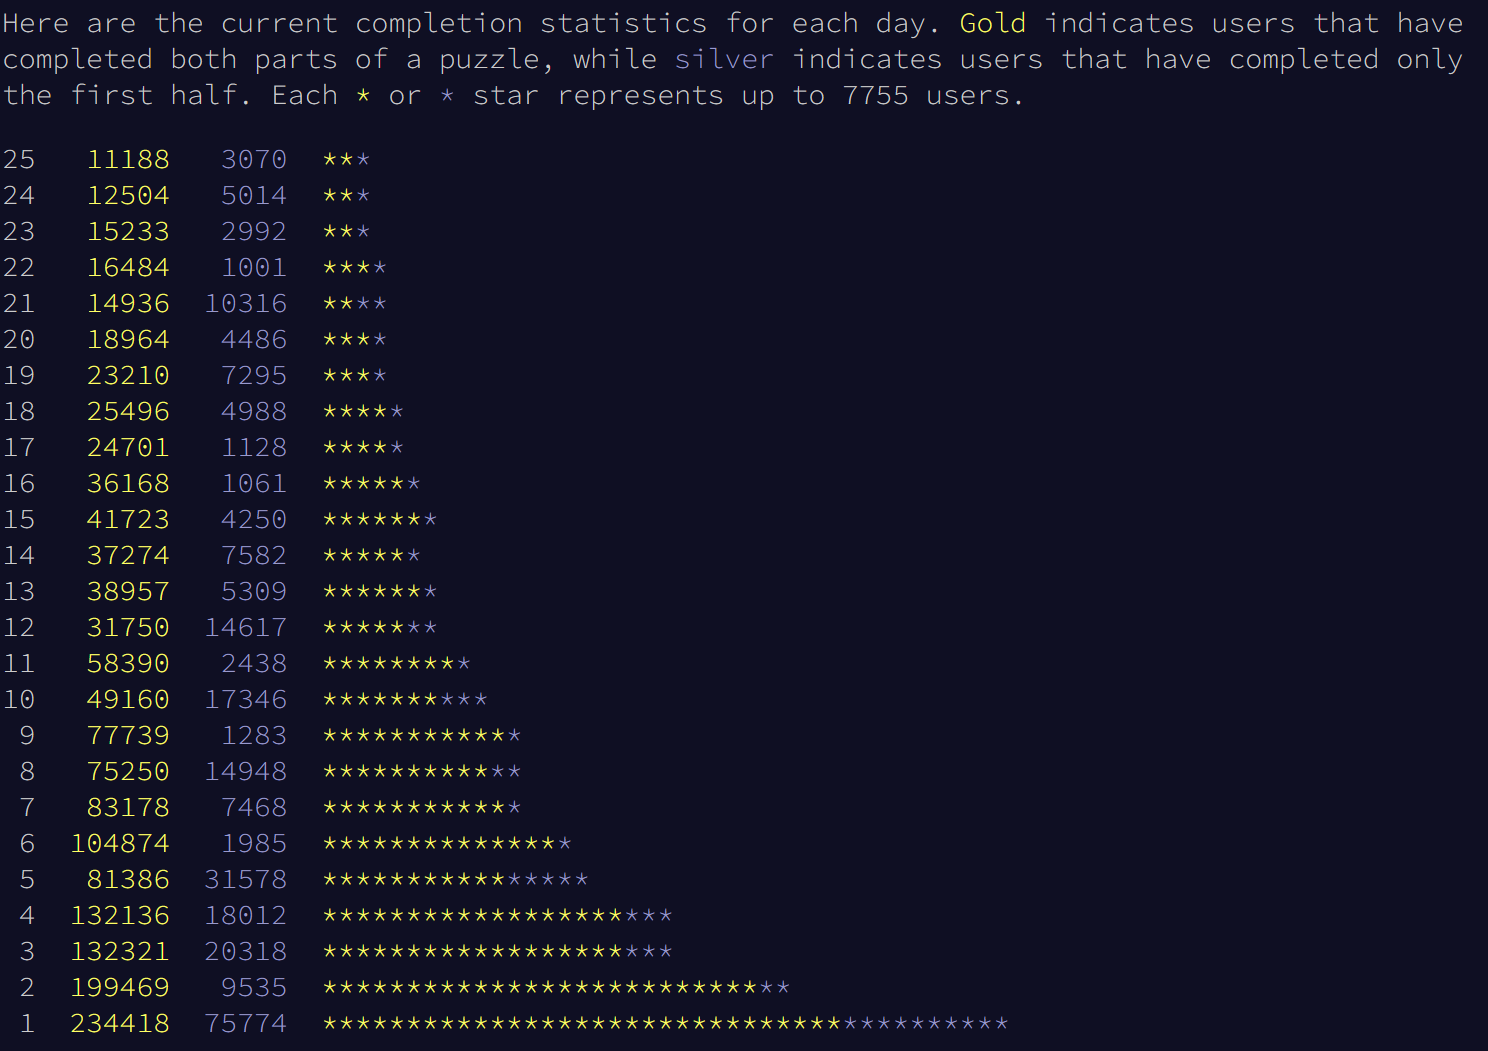 Here are the current completion statistics for each day. Gold indicates users that have
completed both parts of a puzzle, while silver indicates users that have completed only
the first half. Each * or * star represents up to 7755 users.
25 11188 3070 ***
24 12504 5014 ***
23 15233 2992 ***
22 16484 1001 ****
21 14936 10316 ****
20 18964 4486 ****
19 23210 7295 ****
18 25496 4988 *****
17 24701 1128 *****
16 36168 1061 ******
15 41723 4250 *******
14 37274 7582 ******
13 38957 5309 *******
12 31750 14617 *******
11 58390 2438 *********
10 49160 17346 **********
9 77739 1283 ************
8 75250 14948 ************
7 83178 7468 ************
6 104874 1985 ***************
5 81386 31578 ****************
4 132136 18012 *********************
3 132321 20318 *********************
2 199469 9535 ****************************
1 234418 75774 *****************************************